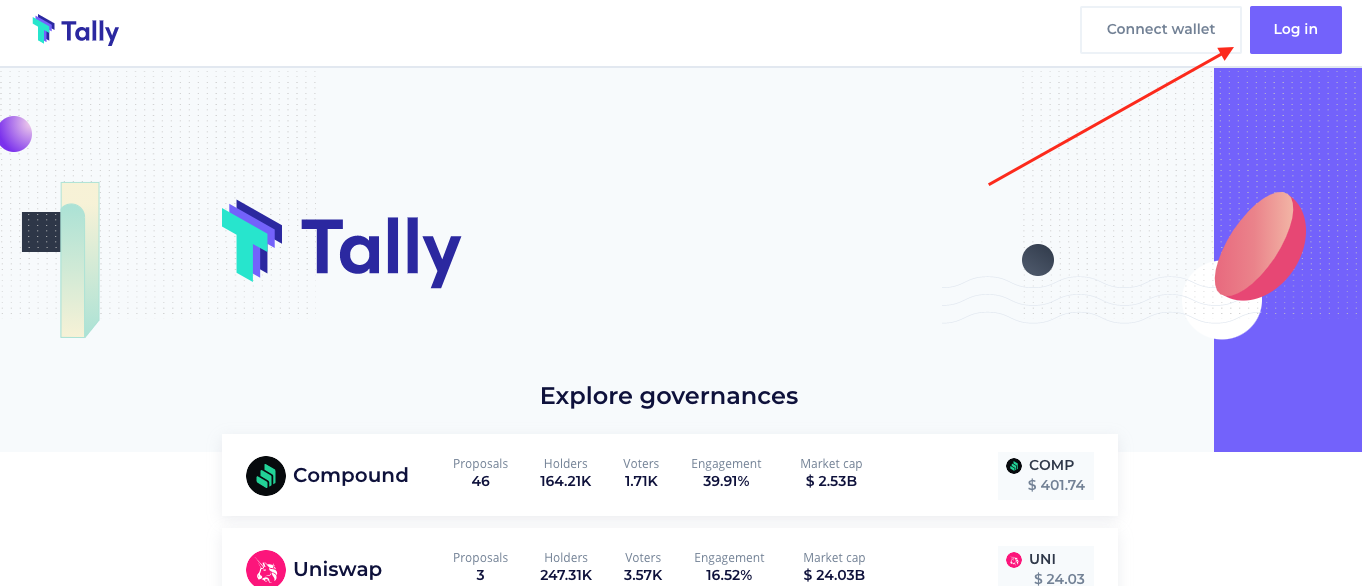 Tally
Connect wallet
Log in
Tally
Explore governances
Compound
Proposals Holders Voters Engagement Market cap
46 164.21K 1.71K 39.91% $ 2.53B
COMP
$ 401.74
Uniswap
Proposals Holders Voters Engagement Market cap
3 247.31K 3.57K 16.52% $ 24.03B
UNI
$ 24.03